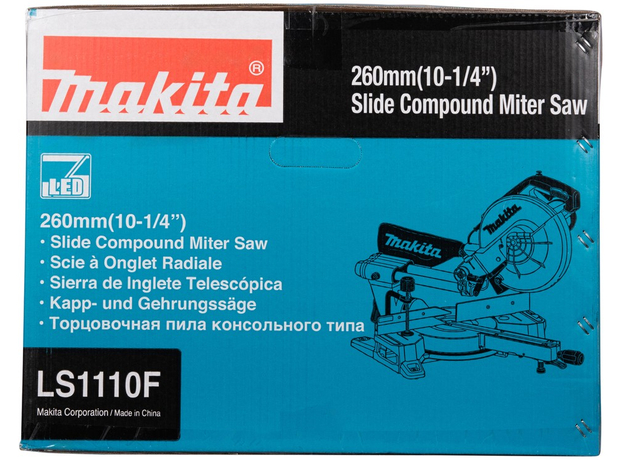 Makita®
260mm(10-1/4”)
Slide Compound Miter Saw
LED
260mm(10-1/4”)
· Slide Compound Miter Saw
· Scie à Onglet Radiale
· Sierra de Inglete Telescópica
· Kapp- und Gehrungssäge
· Торцовочная пила консольного типа
Makita
Makita
LS1110F
Makita Corporation / Made in China